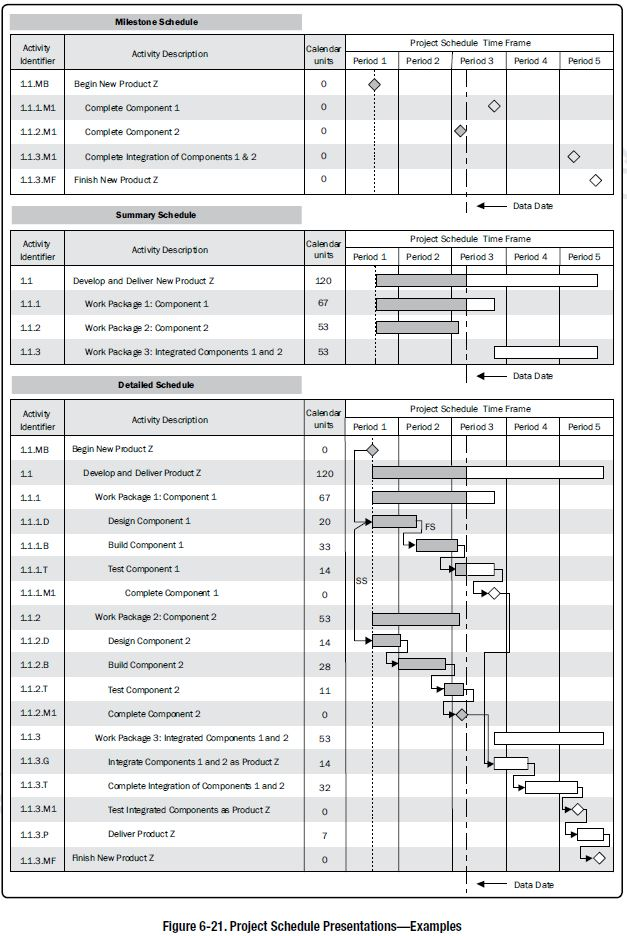 Milestone Schedule
Activity Identifier Activity Description Calendar units Project Schedule Time Frame
Period 1 Period 2 Period 3 Period 4 Period 5
1.1.MB Begin New Product Z 0
1.1.1.M1 Complete Component 1 0
1.1.2.M1 Complete Component 2 0
1.1.3.M1 Complete Integration of Components 1 & 2 0
1.1.3.MF Finish New Product Z 0
Data Date
Summary Schedule
Activity Identifier Activity Description Calendar units Project Schedule Time Frame
Period 1 Period 2 Period 3 Period 4 Period 5
1.1 Develop and Deliver New Product Z 120
1.1.1 Work Package 1: Component 1 67
1.1.2 Work Package 2: Component 2 53
1.1.3 Work Package 3: Integrated Components 1 and 2 53
Data Date
Detailed Schedule
Activity Identifier Activity Description Calendar units Project Schedule Time Frame
Period 1 Period 2 Period 3 Period 4 Period 5
1.1.MB Begin New Product Z 0
1.1 Develop and Deliver Product Z 120
1.1.1 Work Package 1: Component 1 67
1.1.1.D Design Component 1 20
FS
1.1.1.B Build Component 1 33
1.1.1.T Test Component 1 14
SS
1.1.1.M1 Complete Component 1 0
1.1.2 Work Package 2: Component 2 53
1.1.2.D Design Component 2 14
1.1.2.B Build Component 2 28
1.1.2.T Test Component 2 11
1.1.2.M1 Complete Component 2 0
1.1.3 Work Package 3: Integrated Components 1 and 2 53
1.1.3.G Integrate Components 1 and 2 as Product Z 14
1.1.3.T Complete Integration of Components 1 and 2 32
1.1.3.M1 Test Integrated Components as Product Z 0
1.1.3.P Deliver Product Z 7
1.1.3.MF Finish New Product Z 0
Data Date
Figure 6-21. Project Schedule Presentations—Examples